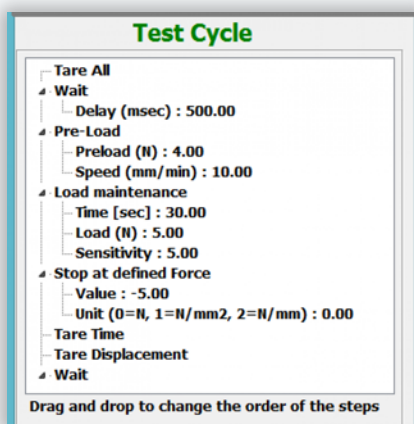 Test Cycle
Tare All
Wait
Delay (msec) : 500.00
Pre-Load
Preload (N) : 4.00
Speed (mm/min) : 10.00
Load maintenance
Time [sec] : 30.00
Load (N) : 5.00
Sensitivity : 5.00
Stop at defined Force
Value : -5.00
Unit (0=N, 1=N/mm2, 2=N/mm) : 0.00
Tare Time
Tare Displacement
Wait
Drag and drop to change the order of the steps